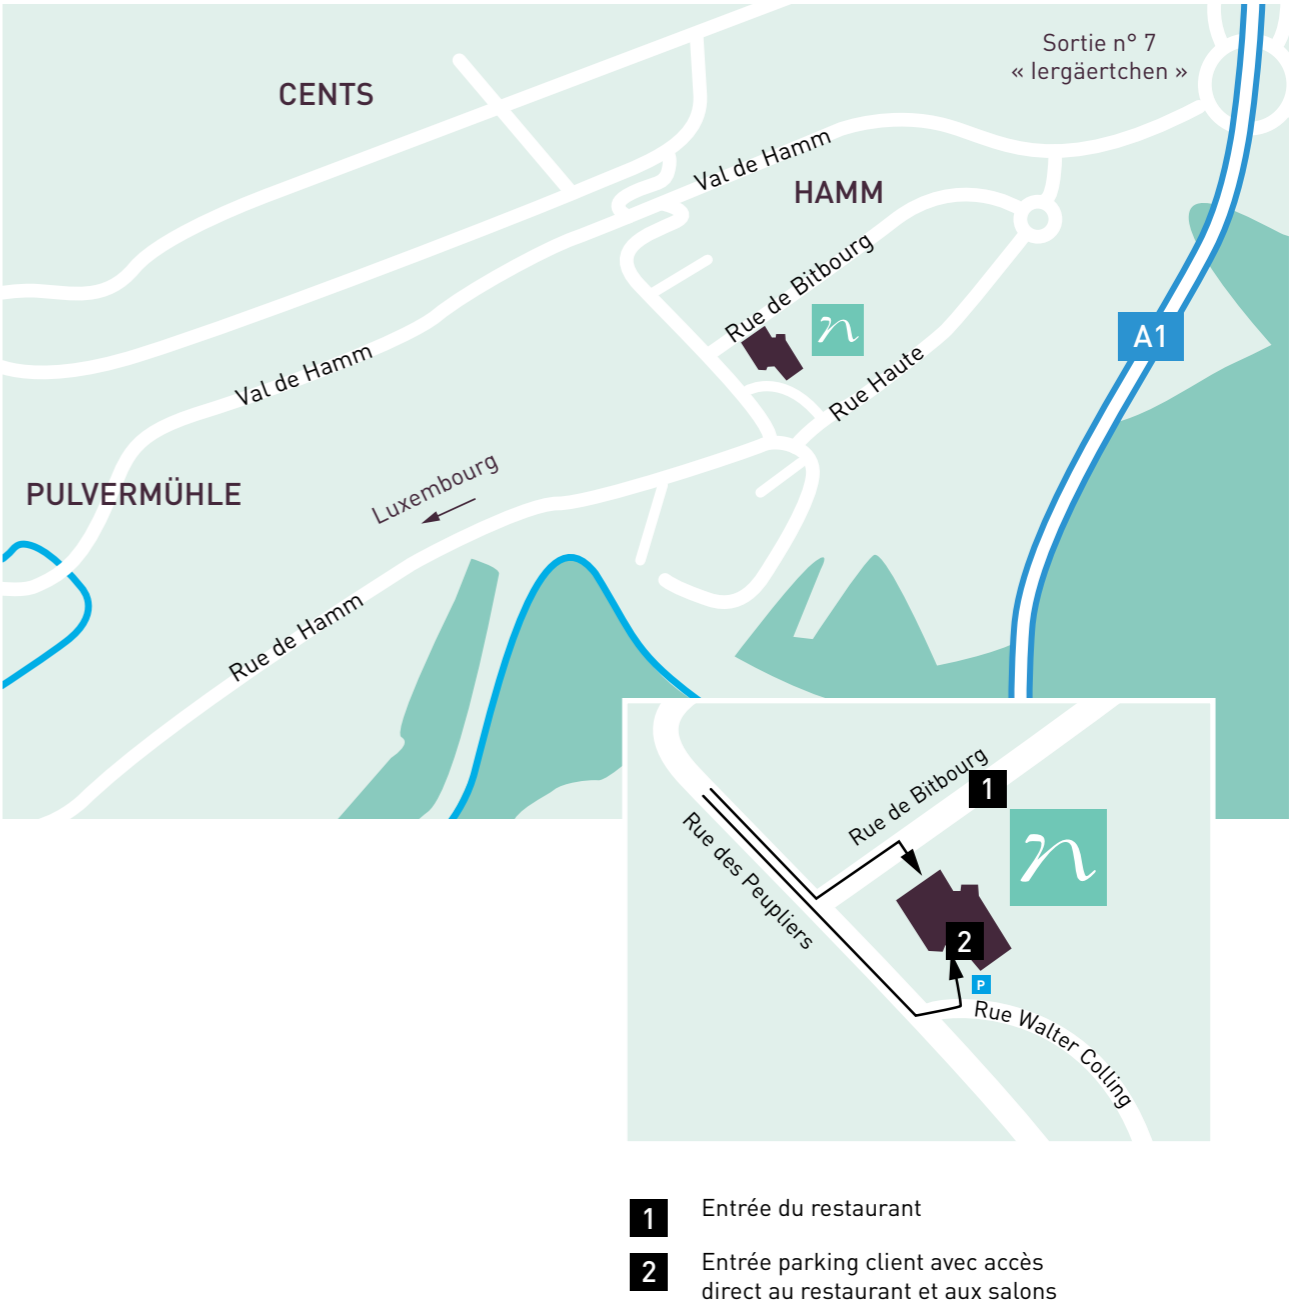 Sortie n° 7
« Iergäertchen »
CENTS
Val de Hamm
HAMM
Rue de Bitbourg
n
A1
Rue Haute
Val de Hamm
Luxembourg
PULVERMÜHLE
Rue de Hamm
Rue de Bitbourg
1
n
Rue des Peupliers
2
P
Rue Walter Colling
1 Entrée du restaurant
2 Entrée parking client avec accès
direct au restaurant et aux salons